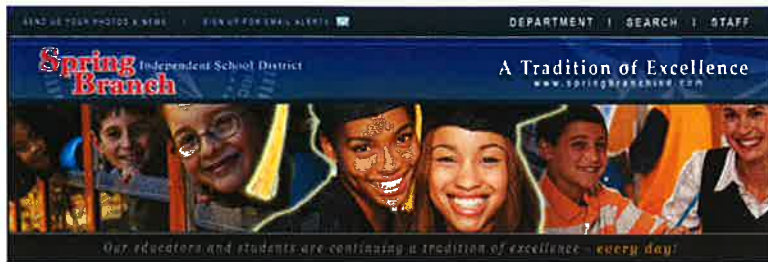 SEND US YOUR PHOTOS & NEWS | SIGN UP FOR EMAIL ALERTS
DEPARTMENT | SEARCH | STAFF
Spring Branch Independent School District
A Tradition of Excellence
www.springbranchisd.com
Our educators and students are continuing a tradition of excellence - every day!